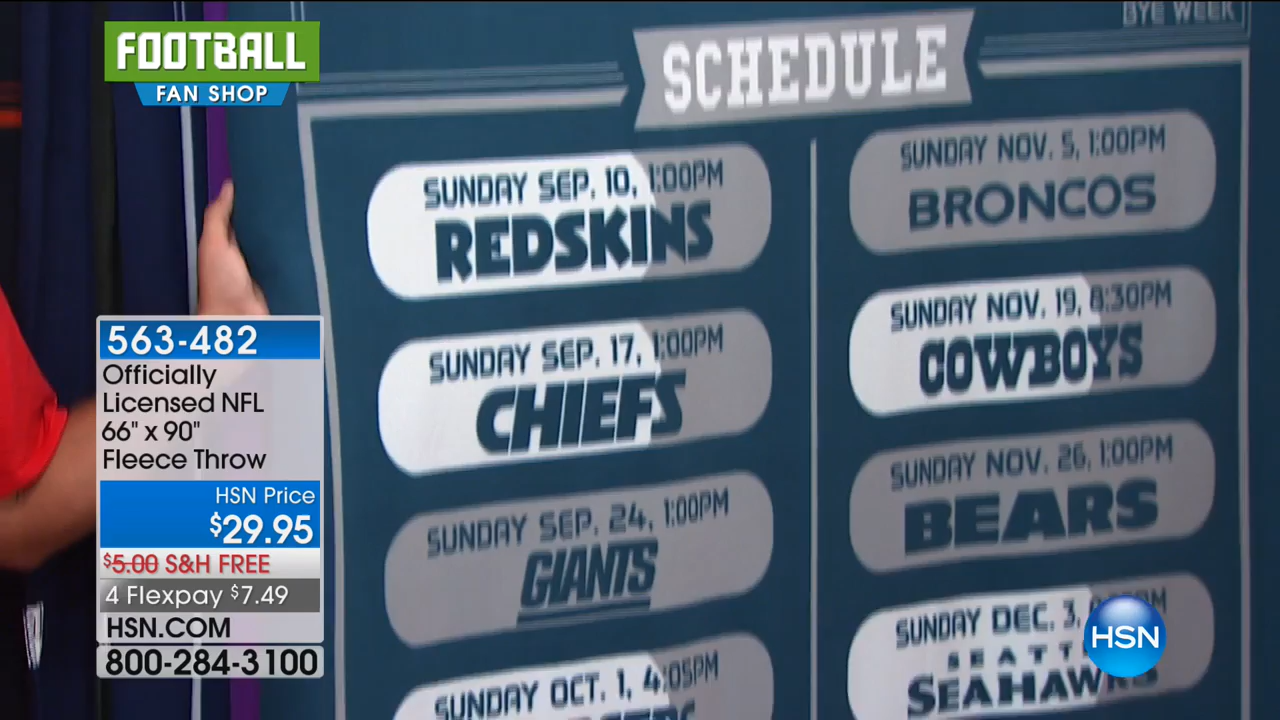 FOOTBALL
FAN SHOP
BYE WEEK
SCHEDULE
SUNDAY SEP. 10, 1:00PM
REDSKINS
SUNDAY SEP. 17, 1:00PM
CHIEFS
SUNDAY SEP. 24, 1:00PM
GIANTS
SUNDAY OCT. 1, 4:05PM
SUNDAY NOV. 5, 1:00PM
BRONCOS
SUNDAY NOV. 19, 8:30PM
COWBOYS
SUNDAY NOV. 26, 1:00PM
BEARS
SUNDAY DEC. 3,
SEAHAWKS
563-482
Officially
Licensed NFL
66" x 90"
Fleece Throw
HSN Price
$29.95
$5.00 S&H FREE
4 Flexpay $7.49
HSN.COM
800-284-3100
HSN